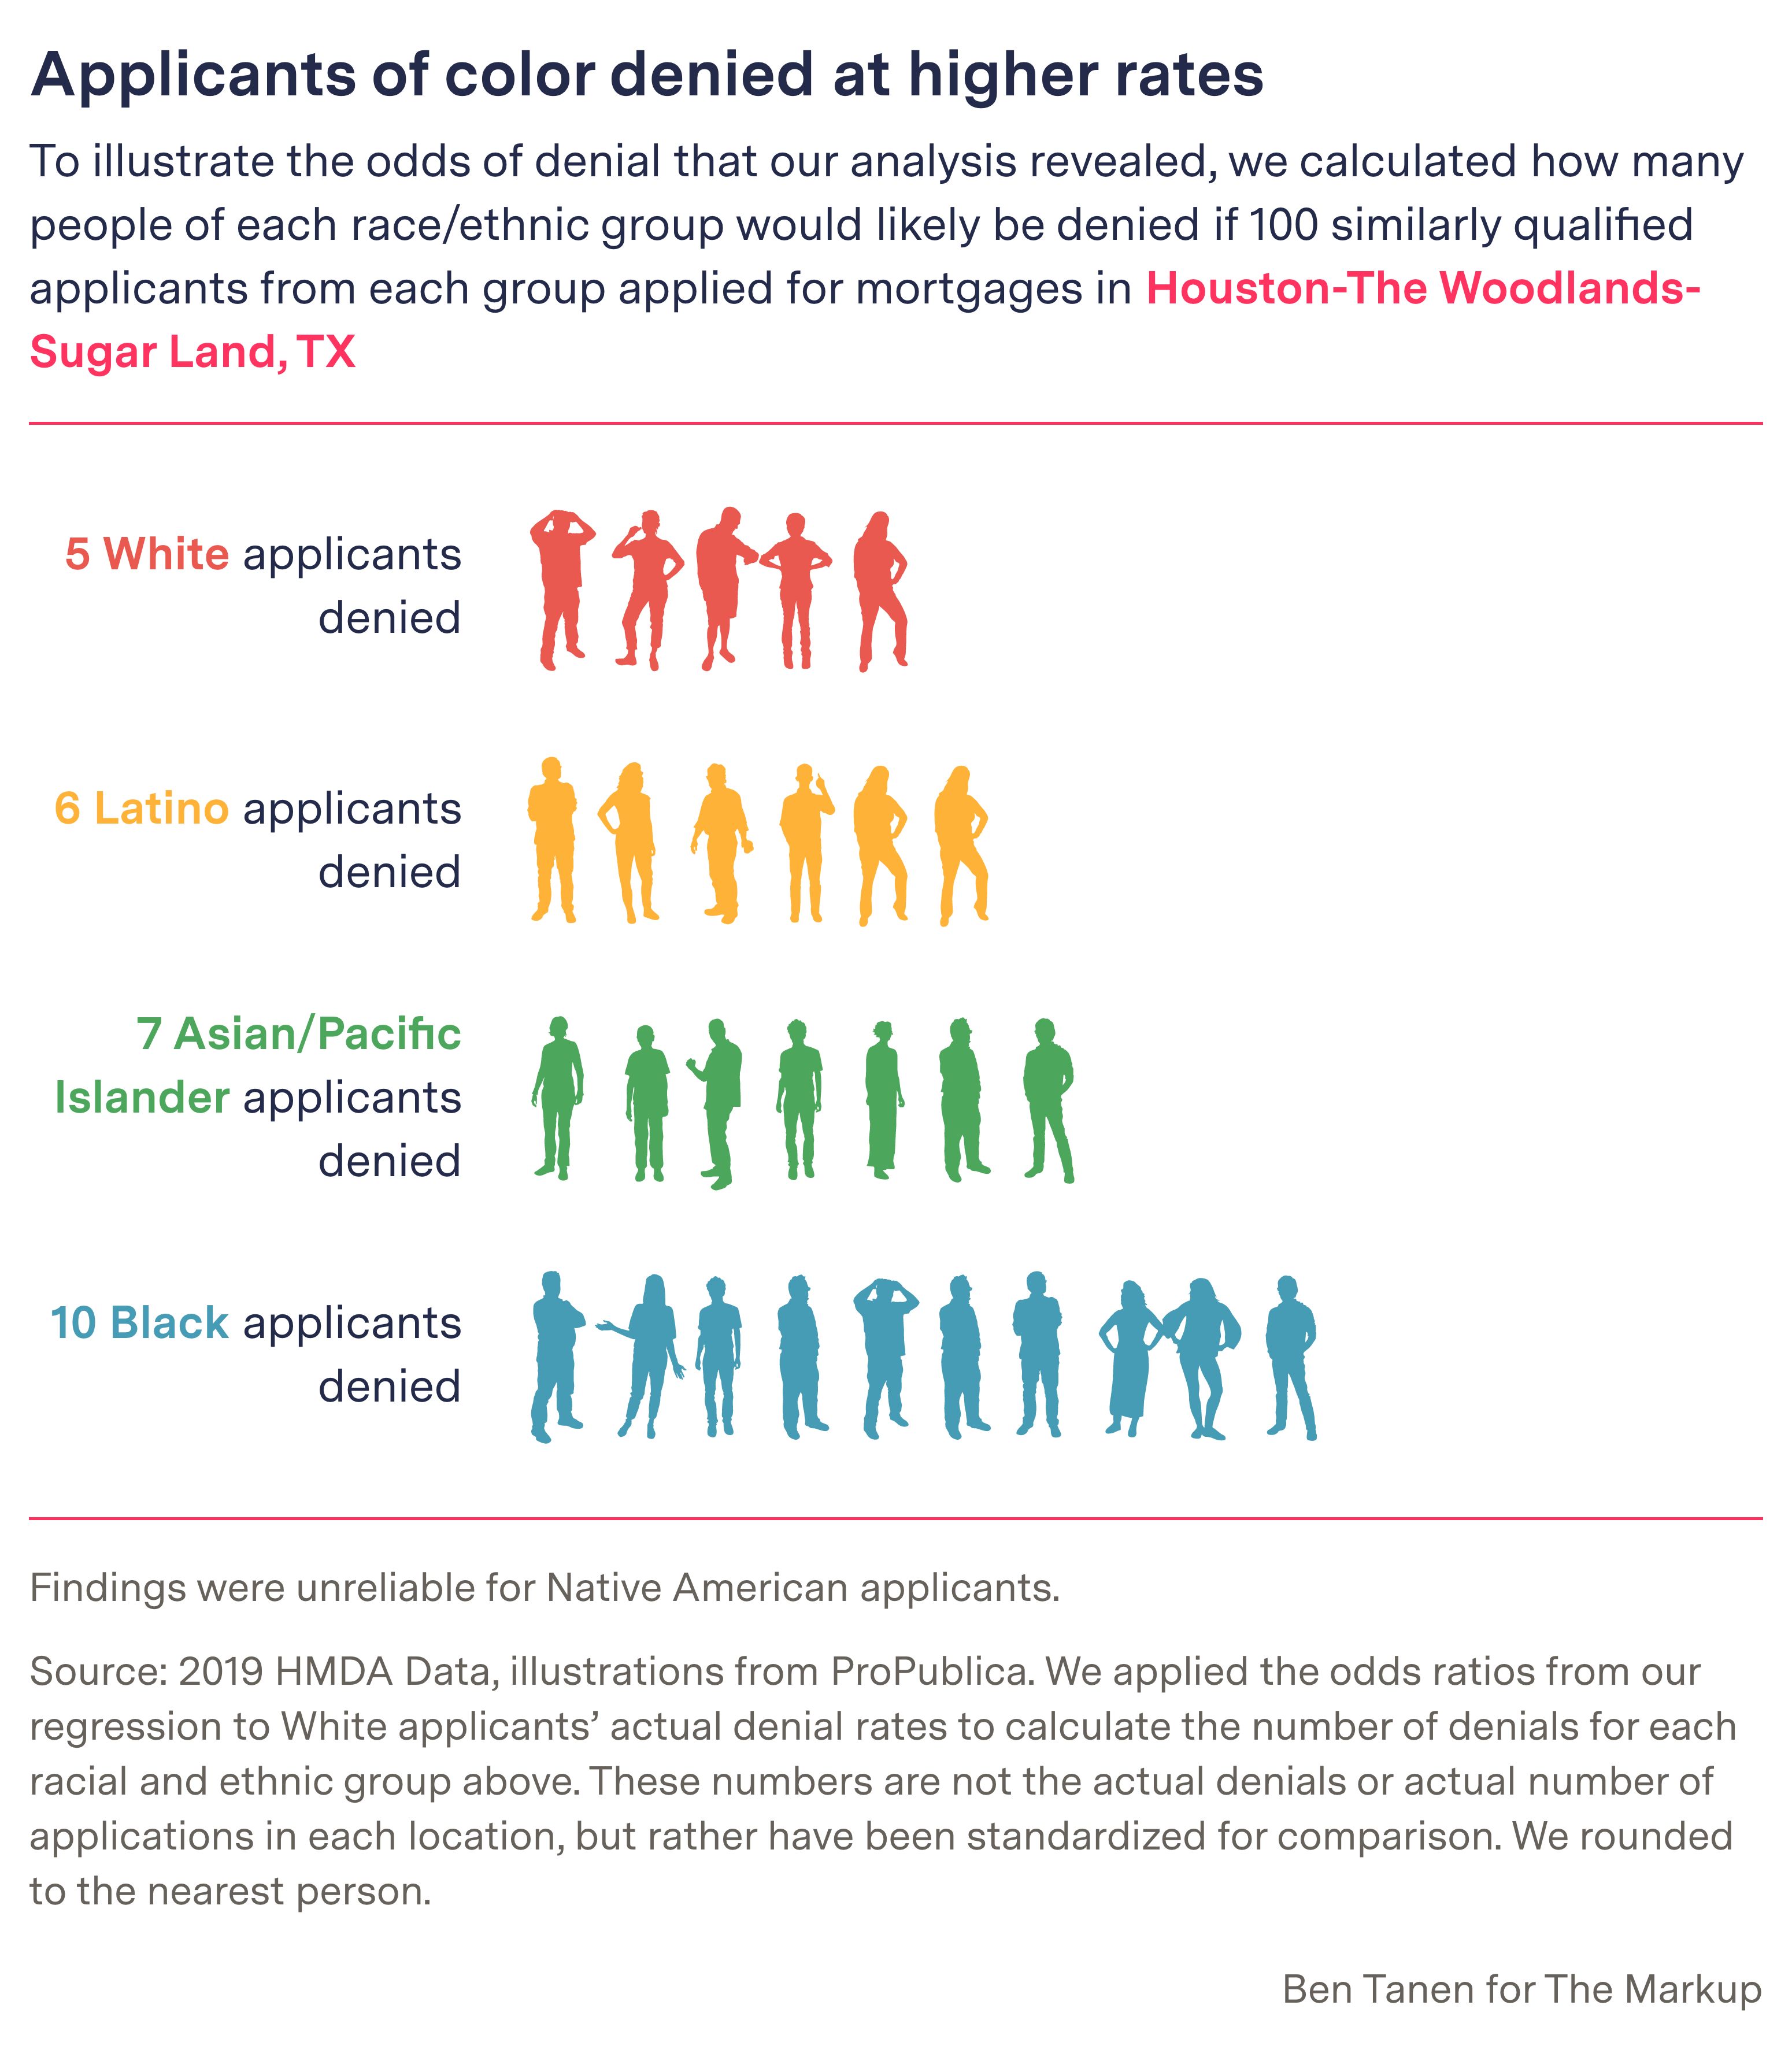 Applicants of color denied at higher rates
To illustrate the odds of denial that our analysis revealed, we calculated how many
people of each race/ethnic group would likely be denied if 100 similarly qualified
applicants from each group applied for mortgages in Houston-The Woodlands-
Sugar Land, TX
5 White applicants
denied
6 Latino applicants
denied
7 Asian/Pacific
Islander applicants
denied
10 Black applicants
denied
Findings were unreliable for Native American applicants.
Source: 2019 HMDA Data, illustrations from ProPublica. We applied the odds ratios from our
regression to White applicants’ actual denial rates to calculate the number of denials for each
racial and ethnic group above. These numbers are not the actual denials or actual number of
applications in each location, but rather have been standardized for comparison. We rounded
to the nearest person.
Ben Tanen for The Markup